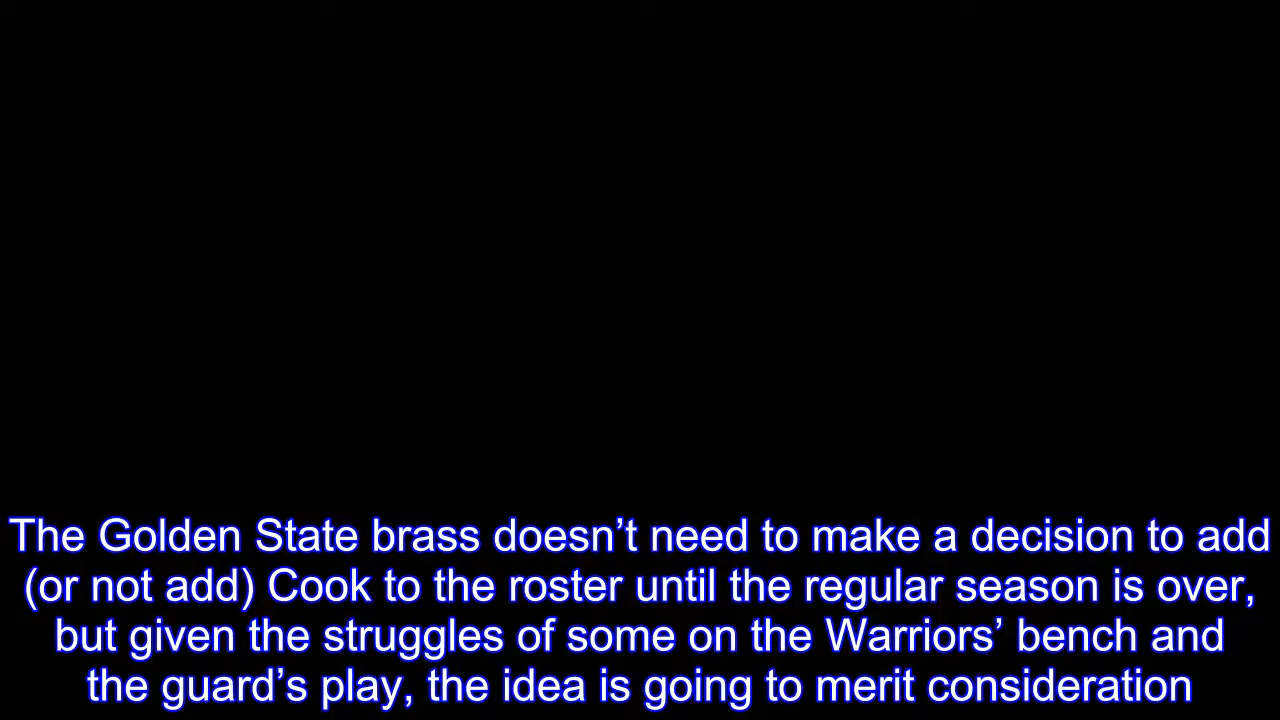 The Golden State brass doesn’t need to make a decision to add
(or not add) Cook to the roster until the regular season is over,
but given the struggles of some on the Warriors’ bench and
the guard’s play, the idea is going to merit consideration